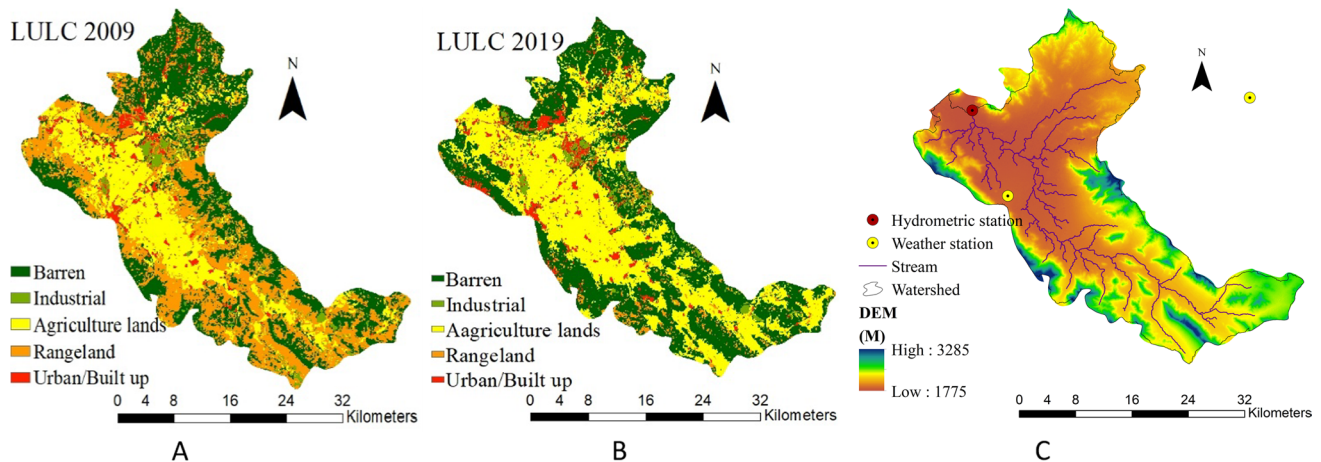 LULC 2009
N
Barren
Industrial
Agriculture lands
Rangeland
Urban/Built up
0 4 8 16 24 32
Kilometers
A
LULC 2019
N
Barren
Industrial
Aagriculture lands
Rangeland
Urban/Built up
0 4 8 16 24 32
Kilometers
B
N
Hydrometric station
Weather station
Stream
Watershed
DEM
(M)
High : 3285
Low : 1775
0 4 8 16 24 32
Kilometers
C